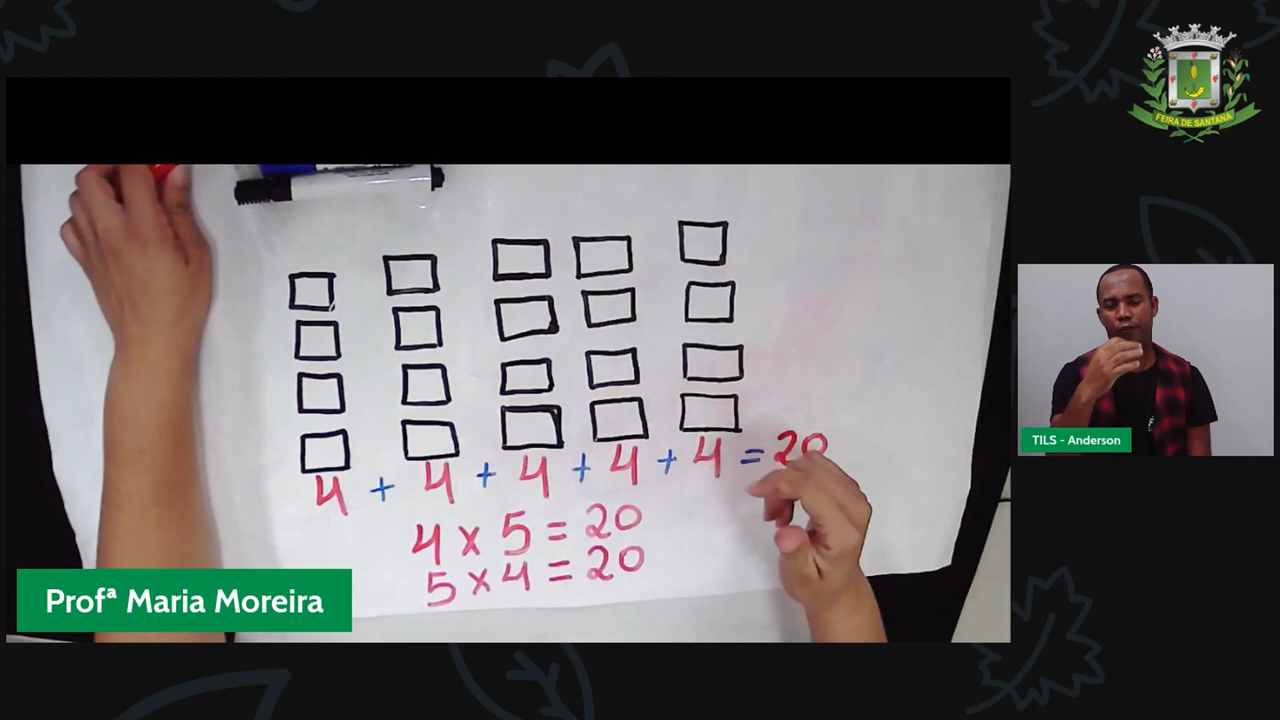 FEIRA DE SANTANA
4 + 4 + 4 + 4 + 4 = 20
4 x 5 = 20
5 x 4 = 20
TILS - Anderson
Profª Maria Moreira